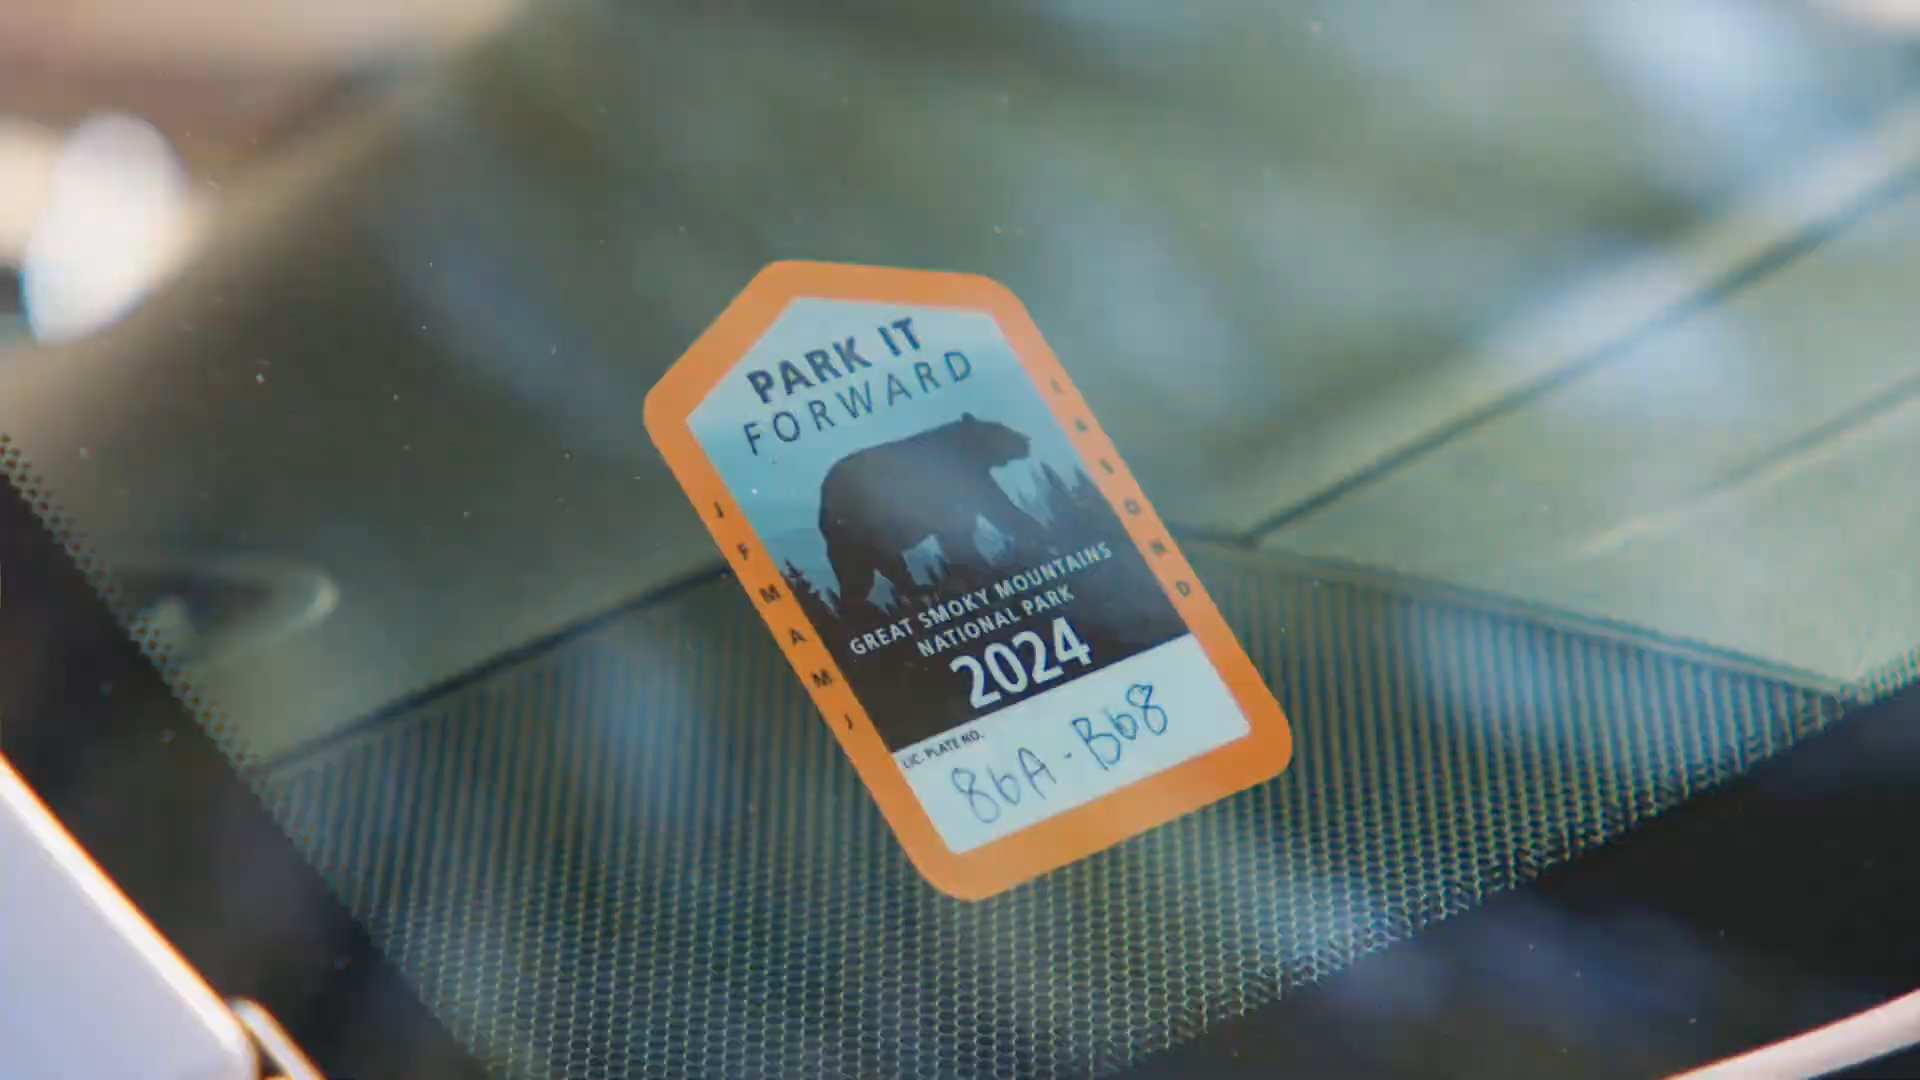 PARK IT
FORWARD
J
F
M
A
M
J
J
A
S
O
N
D
GREAT SMOKY MOUNTAINS
NATIONAL PARK
2024
LIC. PLATE NO.
86A-B68